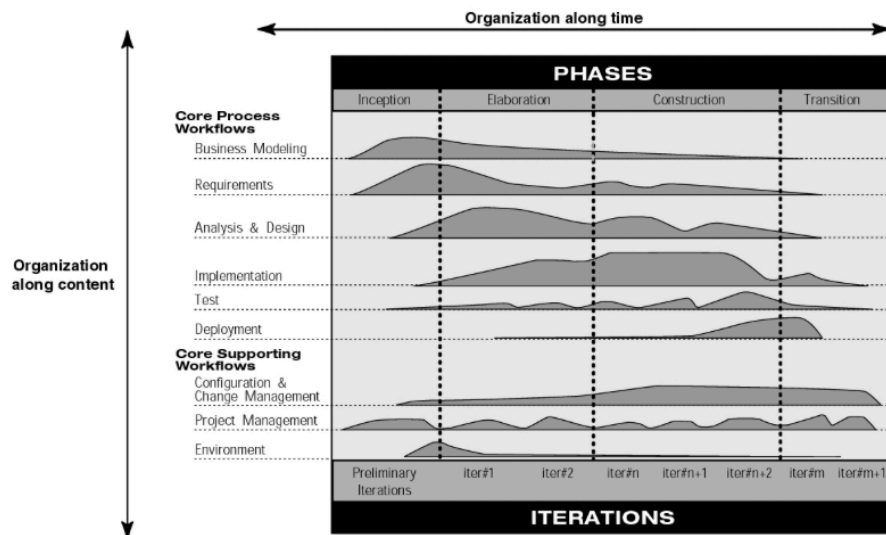 Organization along time
PHASES
Inception Elaboration Construction Transition
Core Process
Workflows
Business Modeling
Requirements
Analysis & Design
Organization
along content
Implementation
Test
Deployment
Core Supporting
Workflows
Configuration &
Change Management
Project Management
Environment
Preliminary
Iterations
iter#1 iter#2 iter#n iter#n+1 iter#n+2 iter#m iter#m+1
ITERATIONS